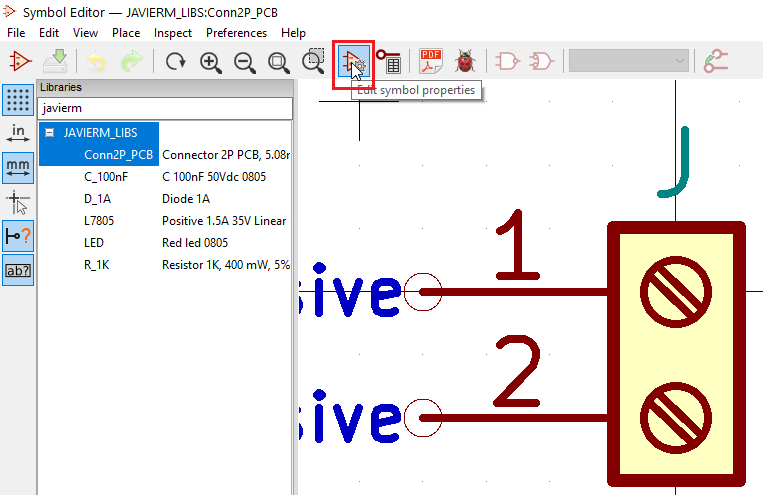 Symbol Editor — JAVIERM_LIBS:Conn2P_PCB
File Edit View Place Inspect Preferences Help
PDF
Edit symbol properties
Libraries
javierm
in
mm
ab?
JAVIERM_LIBS
Conn2P_PCB Connector 2P PCB, 5.08r
C_100nF C 100nF 50Vdc 0805
D_1A Diode 1A
L7805 Positive 1.5A 35V Linear
LED Red led 0805
R_1K Resistor 1K, 400 mW, 5%
J
1
sive
2
sive